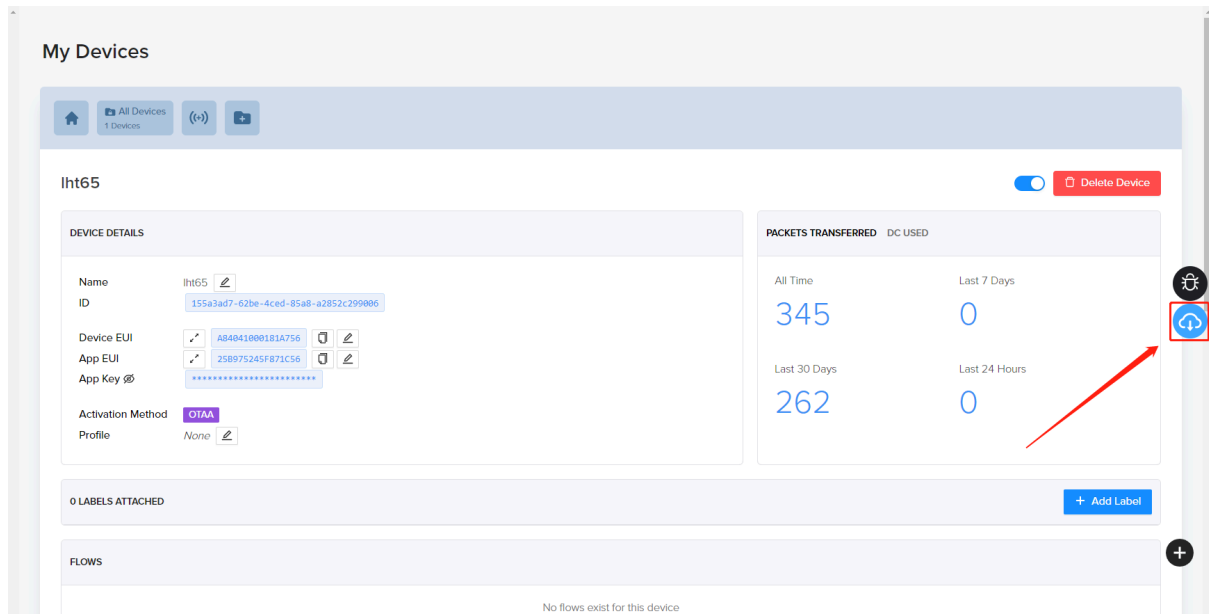 My Devices
All Devices
1 Devices
lht65
Delete Device
DEVICE DETAILS
Name lht65
ID 155a3ad7-62be-4ced-85a8-a2852c299006
Device EUI A84041000181A756
App EUI 25B975245F871C56
App Key ************************
Activation Method OTAA
Profile None
PACKETS TRANSFERRED DC USED
All Time Last 7 Days
345 0
Last 30 Days Last 24 Hours
262 0
0 LABELS ATTACHED
+ Add Label
FLOWS
No flows exist for this device